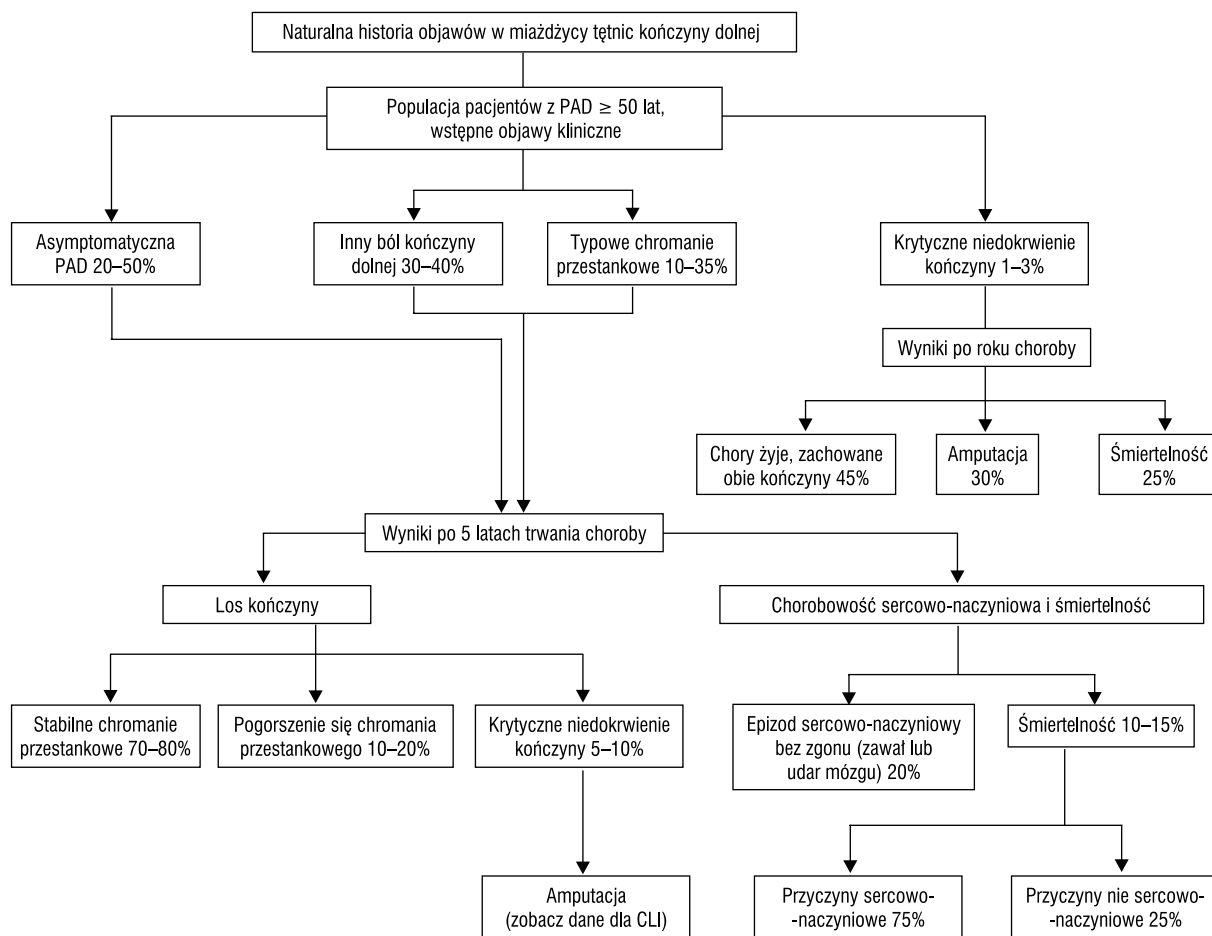 Naturalna historia objawów w miażdżycy tętnic kończyny dolnej
Populacja pacjentów z PAD ≥ 50 lat,
wstępne objawy kliniczne
Asymptomatyczna
PAD 20–50%
Inny ból kończyny
dolnej 30–40%
Typowe chromanie
przestankowe 10–35%
Krytyczne niedokrwienie
kończyny 1–3%
Wyniki po roku choroby
Chory żyje, zachowane
obie kończyny 45%
Amputacja
30%
Śmiertelność
25%
Wyniki po 5 latach trwania choroby
Los kończyny
Chorobowość sercowo-naczyniowa i śmiertelność
Stabilne chromanie
przestankowe 70–80%
Pogorszenie się chromania
przestankowego 10–20%
Krytyczne niedokrwienie
kończyny 5–10%
Epizod sercowo-naczyniowy
bez zgonu (zawał lub
udar mózgu) 20%
Śmiertelność 10–15%
Amputacja
(zobacz dane dla CLI)
Przyczyny sercowo-
-naczyniowe 75%
Przyczyny nie sercowo-
-naczyniowe 25%